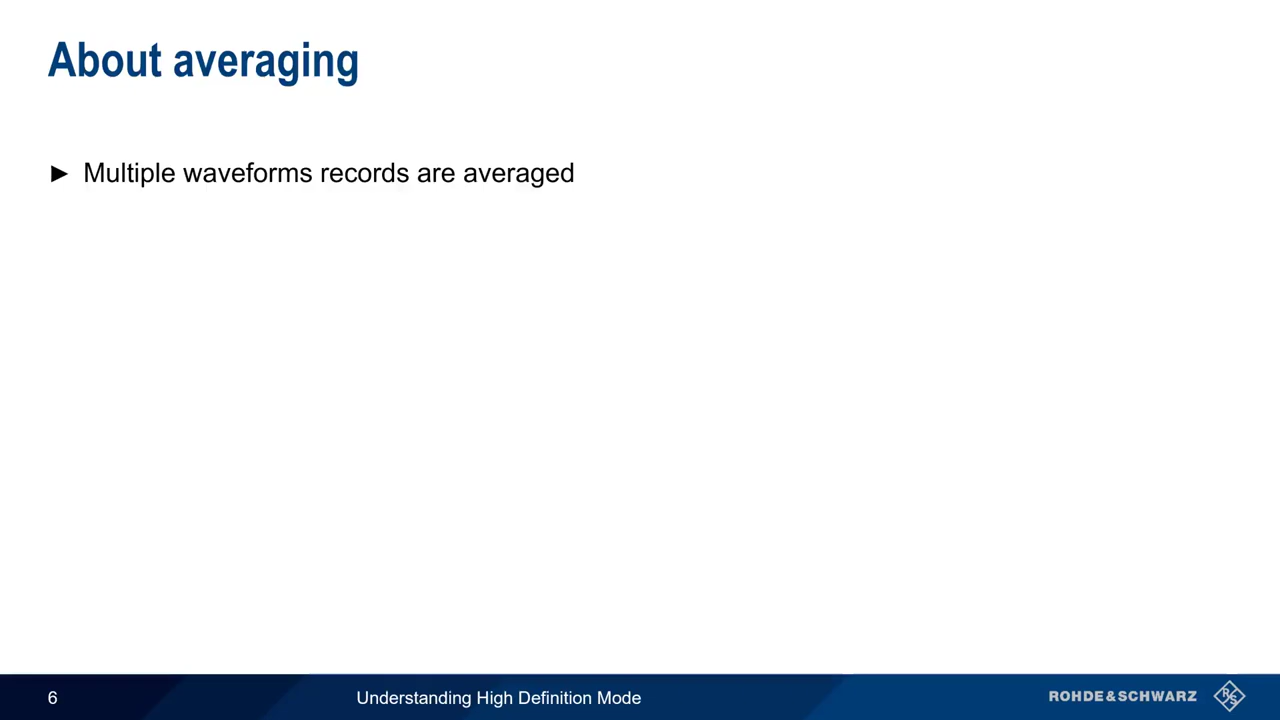 About averaging
► Multiple waveforms records are averaged
6
Understanding High Definition Mode
ROHDE&SCHWARZ
R
S